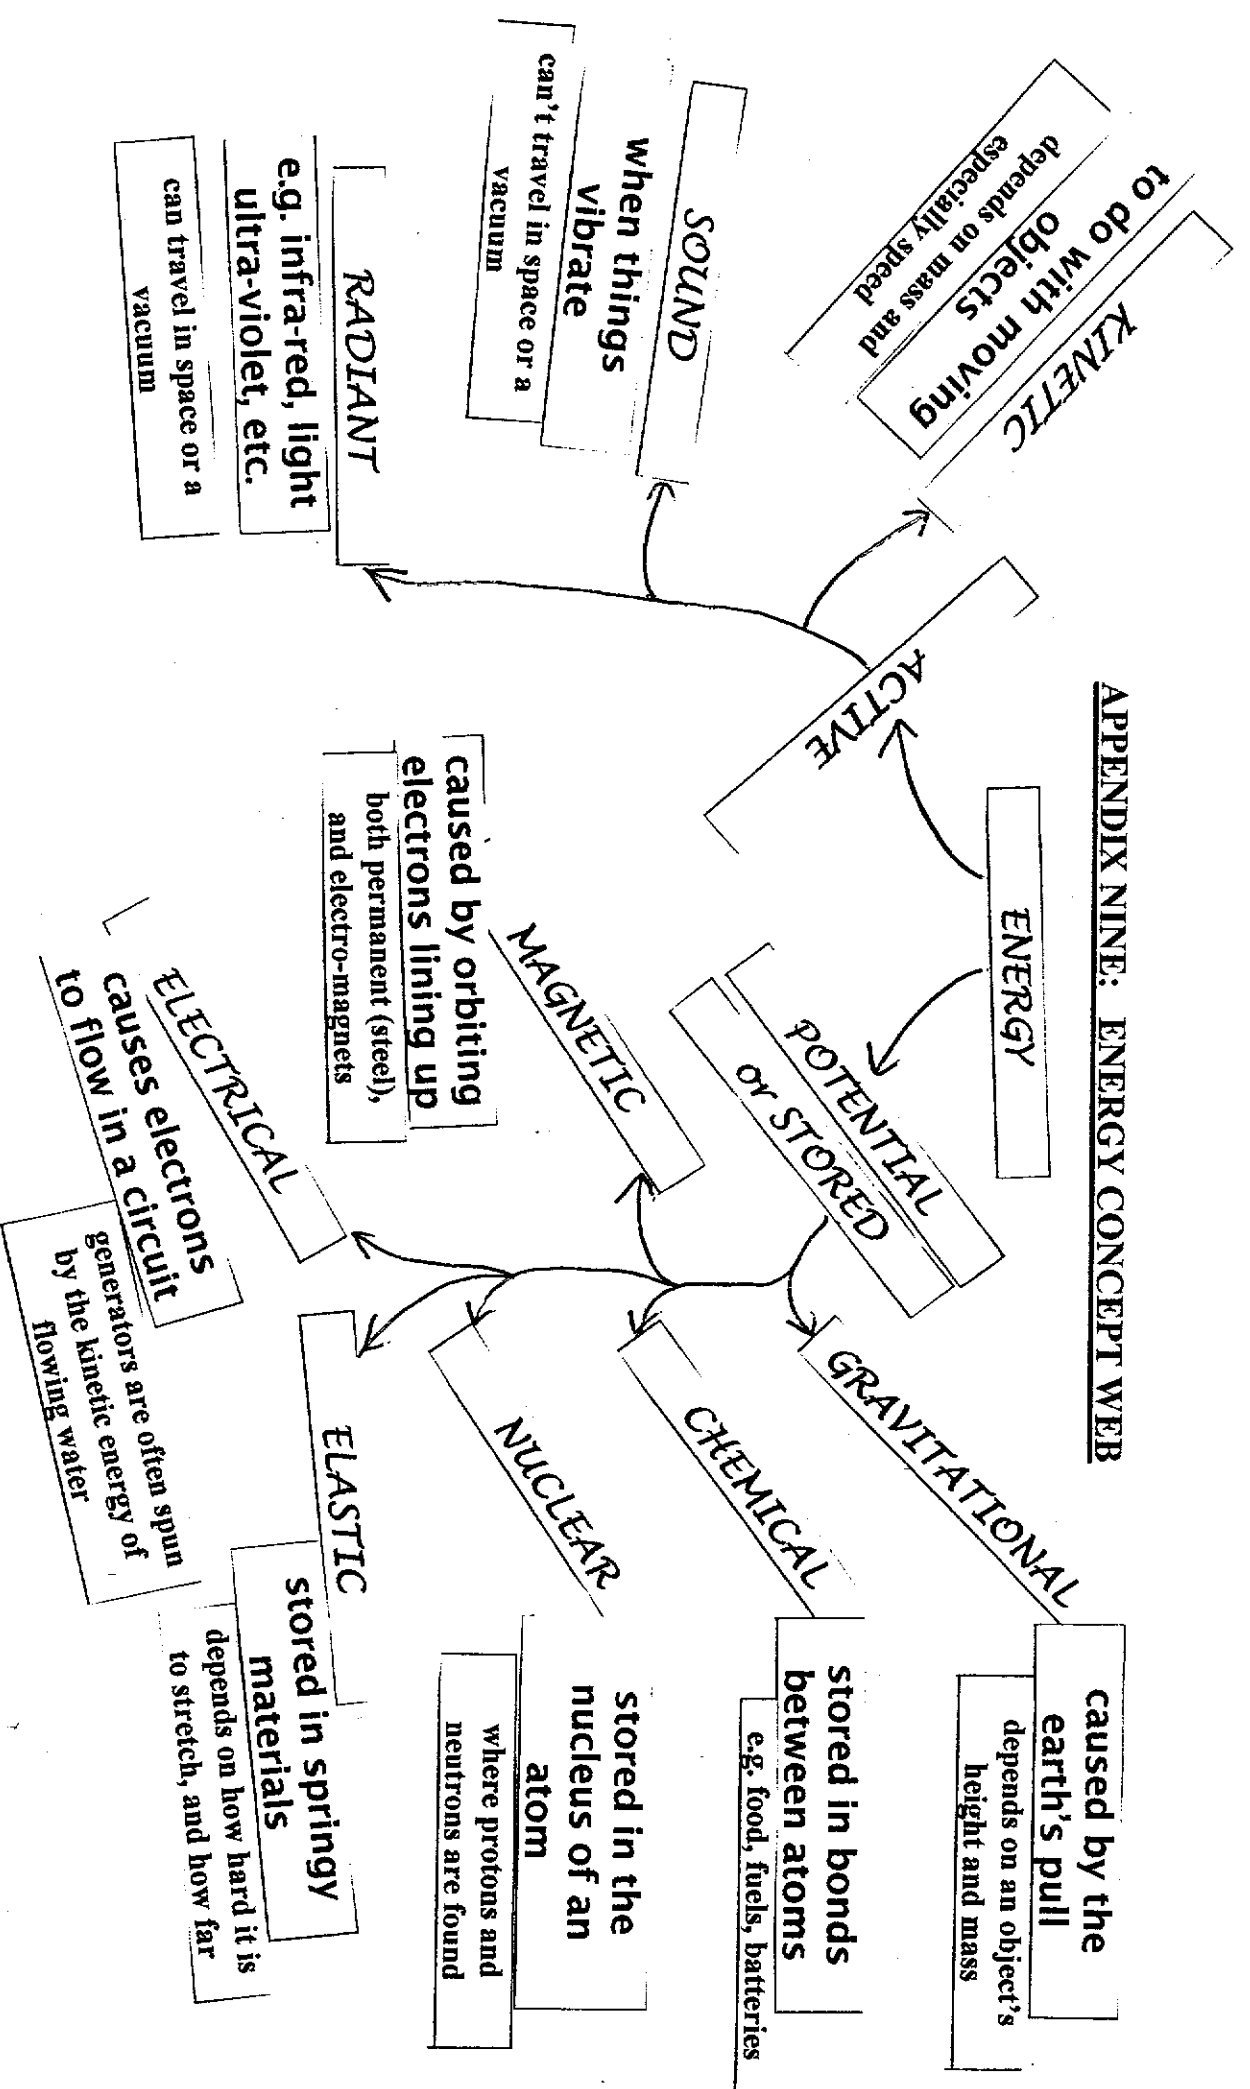 APPENDIX NINE: ENERGY CONCEPT WEB
ENERGY
ACTIVE
KINETIC
to do with moving
objects
depends on mass and
especially speed
SOUND
when things
vibrate
can't travel in space or a
vacuum
RADIANT
e.g. infra-red, light
ultra-violet, etc.
can travel in space or a
vacuum
POTENTIAL
or STORED
GRAVITATIONAL
caused by the
earth's pull
depends on an object's
height and mass
CHEMICAL
stored in bonds
between atoms
e.g. food, fuels, batteries
NUCLEAR
stored in the
nucleus of an
atom
where protons and
neutrons are found
ELASTIC
stored in springy
materials
depends on how hard it is
to stretch, and how far
MAGNETIC
caused by orbiting
electrons lining up
both permanent (steel),
and electro-magnets
ELECTRICAL
causes electrons
to flow in a circuit
generators are often spun
by the kinetic energy of
flowing water